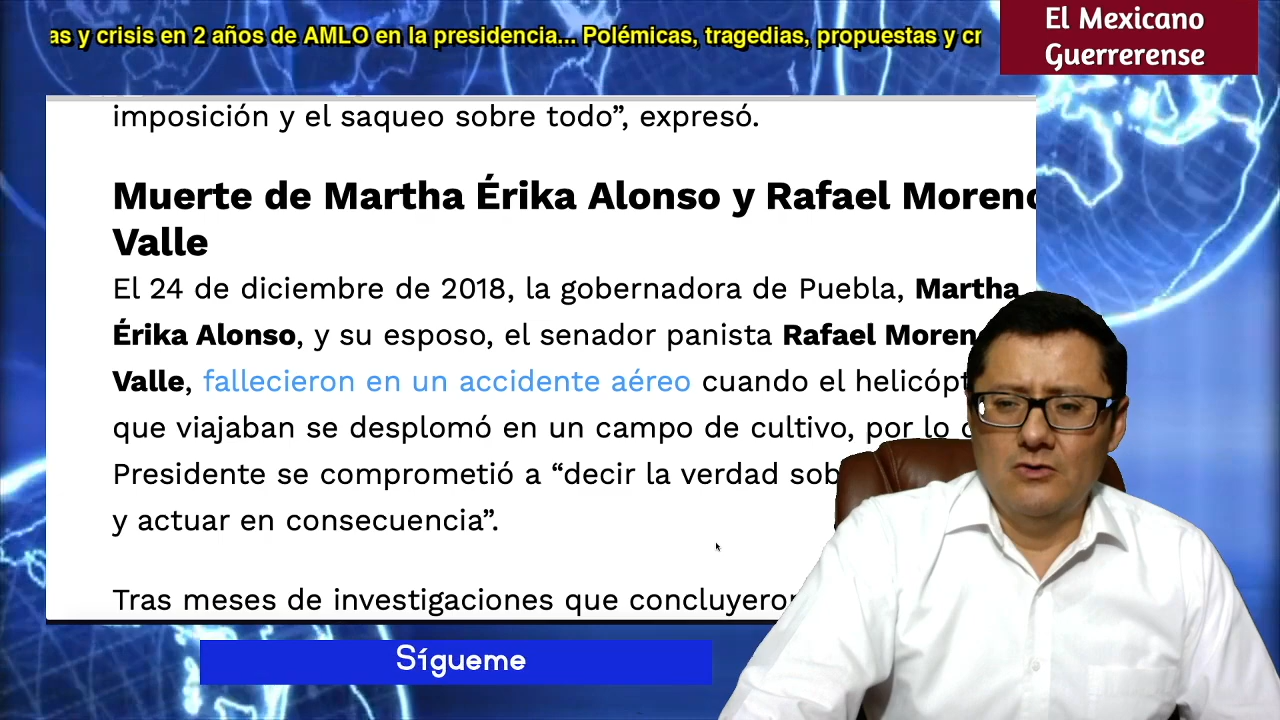 as y crisis en 2 años de AMLO en la presidencia... Polémicas, tragedias, propuestas y cr
El Mexicano
Guerrerense
imposición y el saqueo sobre todo”, expresó.
Muerte de Martha Érika Alonso y Rafael Moreno
Valle
El 24 de diciembre de 2018, la gobernadora de Puebla, Martha
Érika Alonso, y su esposo, el senador panista Rafael Moren
Valle, fallecieron en un accidente aéreo cuando el helicópt
que viajaban se desplomó en un campo de cultivo, por lo
Presidente se comprometió a “decir la verdad sob
y actuar en consecuencia”.
Tras meses de investigaciones que concluyeron
Sígueme